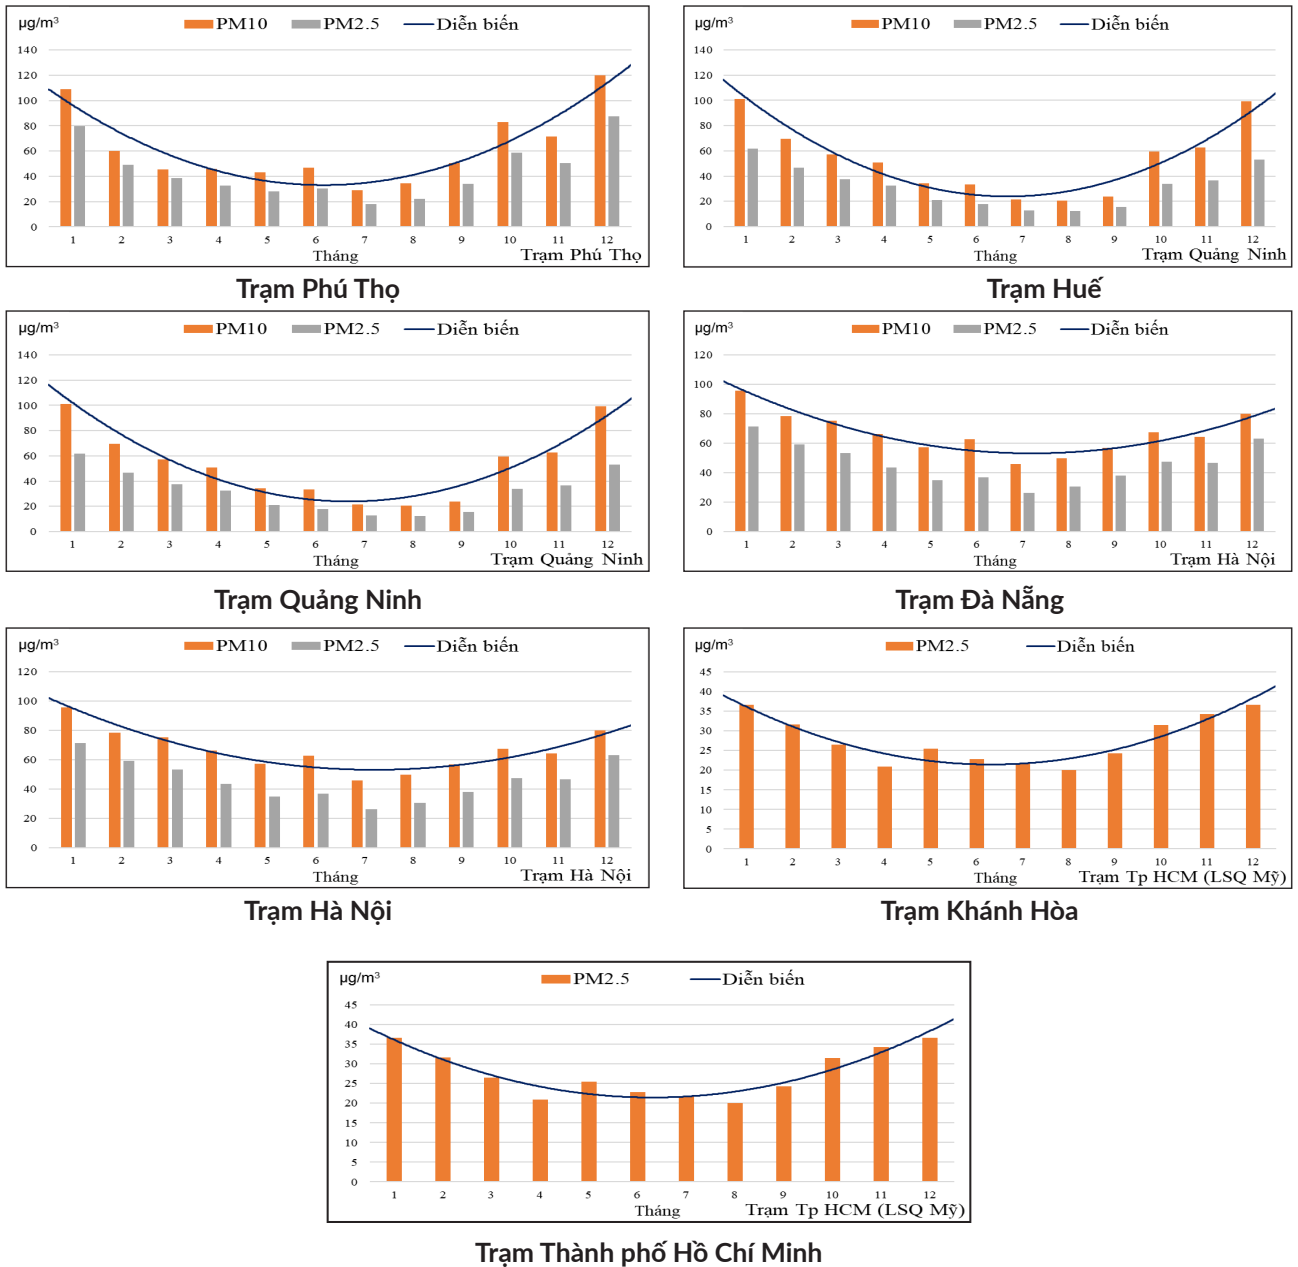 µg/m³ PM10 PM2.5 Diễn biến
140
120
100
80
60
40
20
0
1 2 3 4 5 6 7 8 9 10 11 12
Tháng Trạm Phú Thọ
Trạm Phú Thọ
µg/m³ PM10 PM2.5 Diễn biến
140
120
100
80
60
40
20
0
1 2 3 4 5 6 7 8 9 10 11 12
Tháng Trạm Quảng Ninh
Trạm Huế
µg/m³ PM10 PM2.5 Diễn biến
140
120
100
80
60
40
20
0
1 2 3 4 5 6 7 8 9 10 11 12
Tháng Trạm Quảng Ninh
Trạm Quảng Ninh
µg/m³ PM10 PM2.5 Diễn biến
120
100
80
60
40
20
0
1 2 3 4 5 6 7 8 9 10 11 12
Tháng Trạm Hà Nội
Trạm Đà Nẵng
µg/m³ PM10 PM2.5 Diễn biến
120
100
80
60
40
20
0
1 2 3 4 5 6 7 8 9 10 11 12
Tháng Trạm Hà Nội
Trạm Hà Nội
µg/m³ PM2.5 Diễn biến
45
40
35
30
25
20
15
10
5
0
1 2 3 4 5 6 7 8 9 10 11 12
Tháng Trạm Tp HCM (LSQ Mỹ)
Trạm Khánh Hòa
µg/m³ PM2.5 Diễn biến
45
40
35
30
25
20
15
10
5
0
1 2 3 4 5 6 7 8 9 10 11 12
Tháng Trạm Tp HCM (LSQ Mỹ)
Trạm Thành phố Hồ Chí Minh